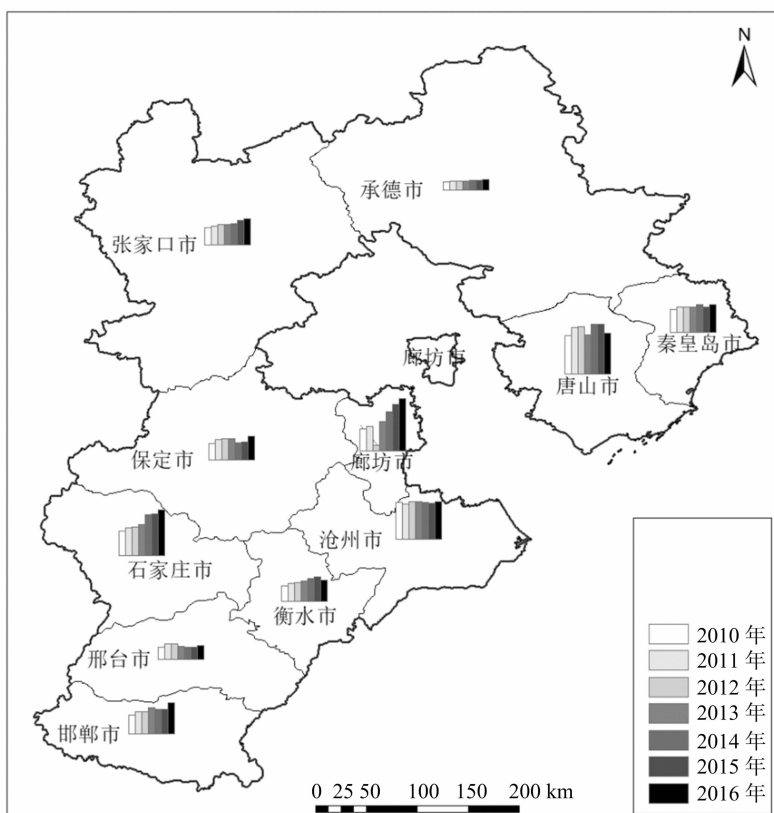 N
承德市
张家口市
秦皇岛市
廊坊市
唐山市
保定市
廊坊市
沧州市
石家庄市
衡水市
邢台市
邯郸市
2010 年
2011 年
2012 年
2013 年
2014 年
2015 年
2016 年
0 25 50 100 150 200 km